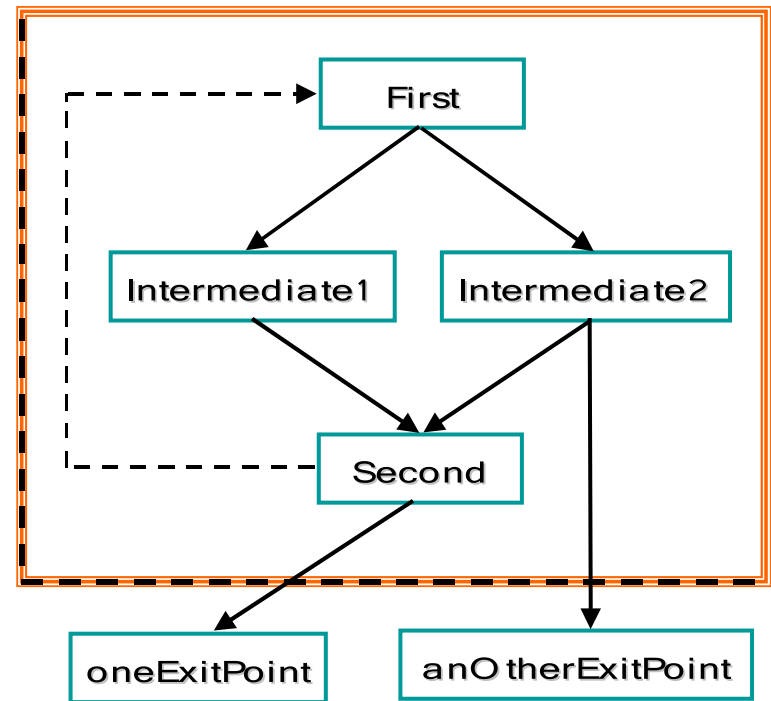 First
Intermediate1
Intermediate2
Second
oneExitPoint
anOtherExitPoint